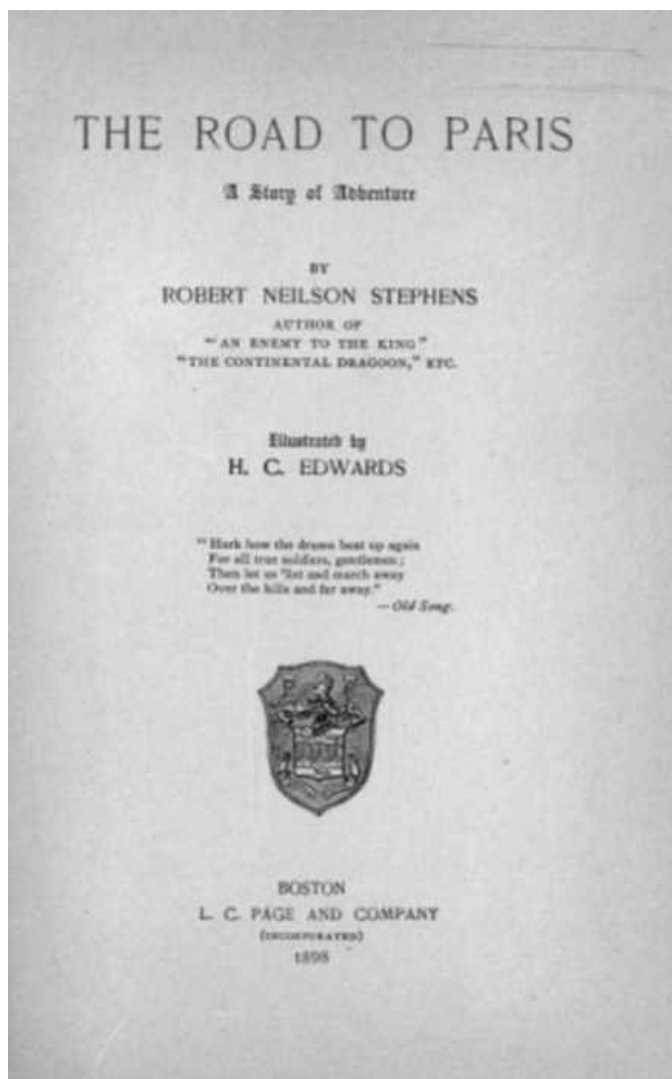 THE ROAD TO PARIS
A Story of Adventure
BY
ROBERT NEILSON STEPHENS
AUTHOR OF
"AN ENEMY TO THE KING"
"THE CONTINENTAL DRAGOON," ETC.
Illustrated by
H. C. EDWARDS
"Hark how the drums beat up again
For all true soldiers, gentlemen;
Then let us 'list and march away
Over the hills and far away."
—Old Song.
BOSTON
L. C. PAGE AND COMPANY
(INCORPORATED)
1898